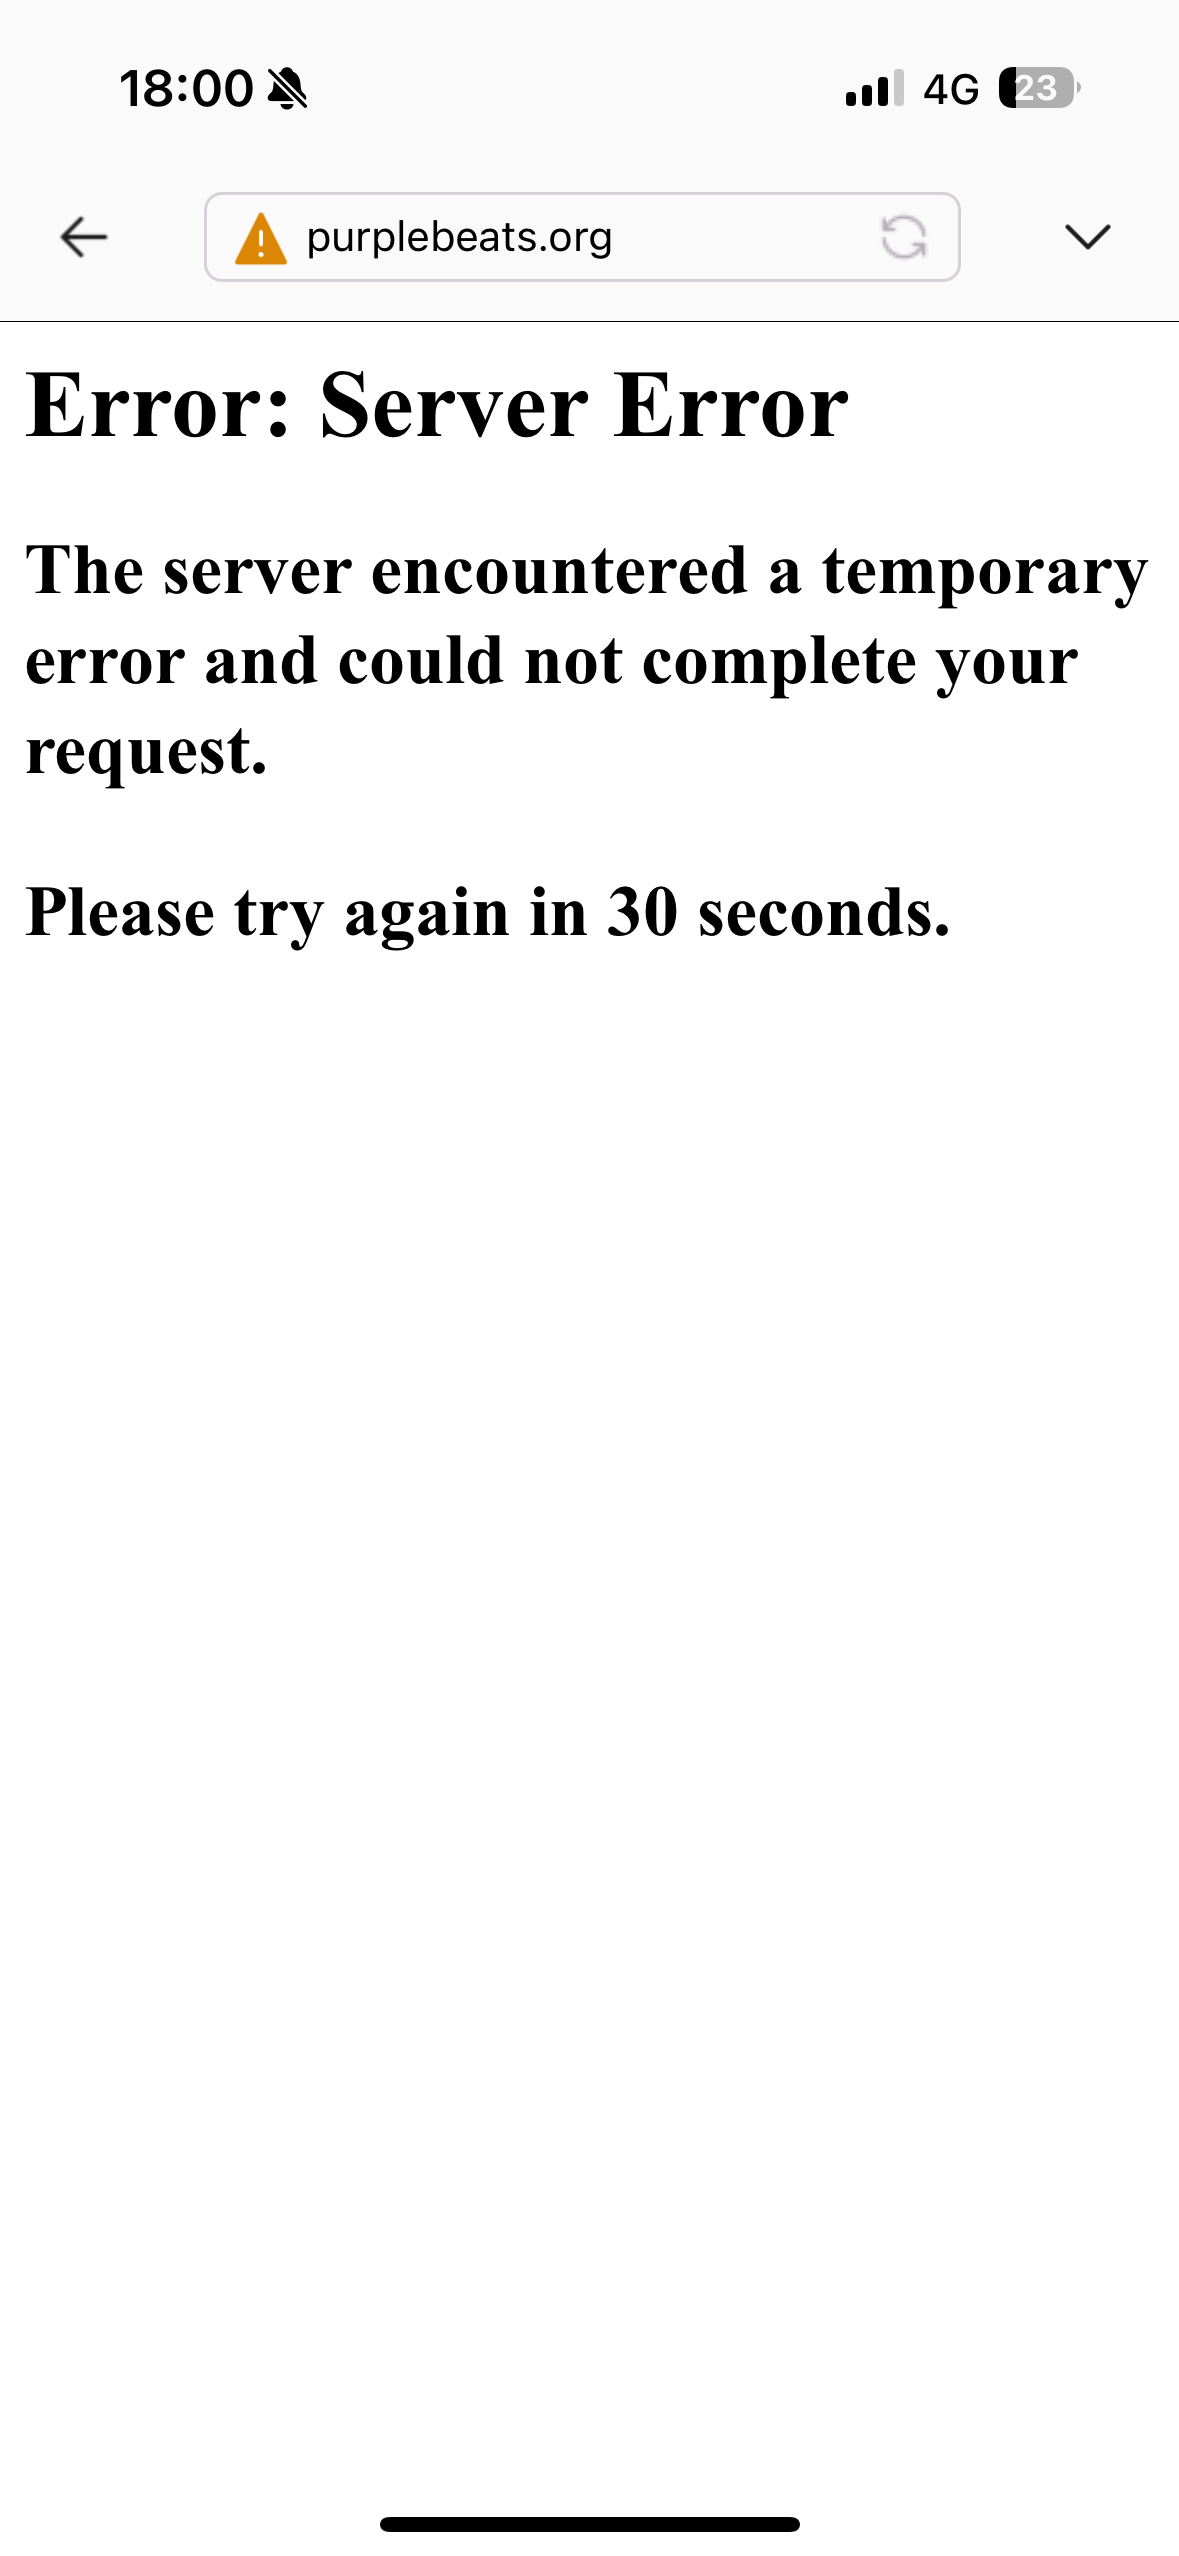 18:00 4G 23
purplebeats.org
Error: Server Error
The server encountered a temporary
error and could not complete your
request.
Please try again in 30 seconds.